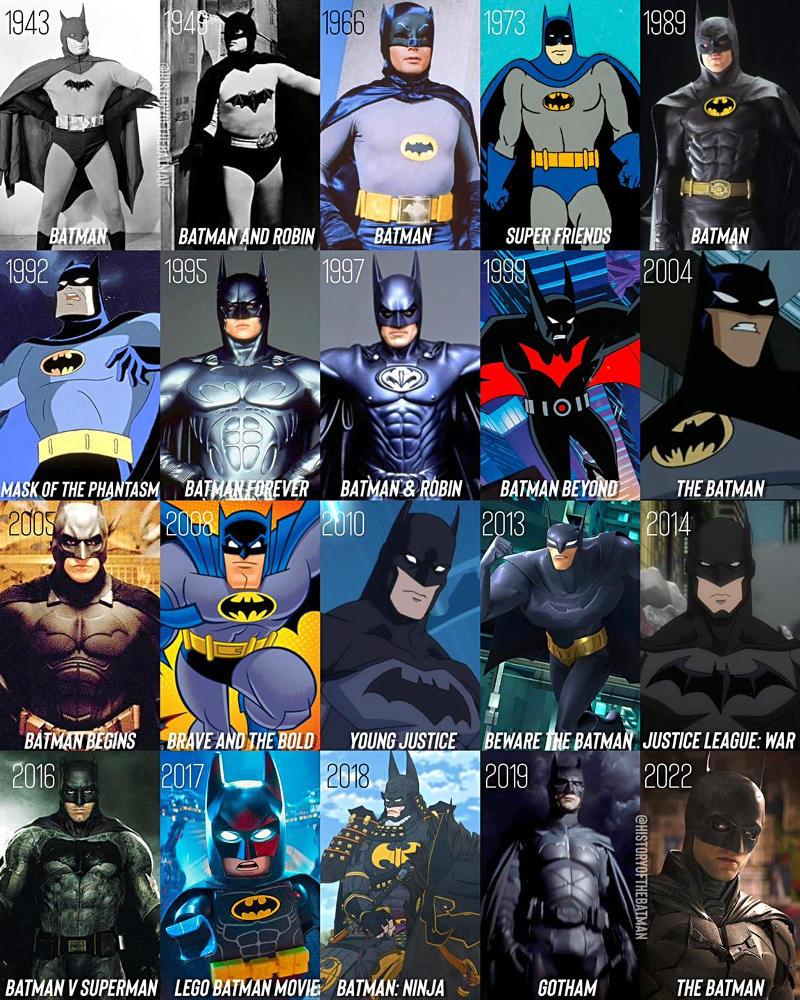 1943
BATMAN
1949
@HISTORYOFTHEBATMAN
BATMAN AND ROBIN
1966
BATMAN
1973
SUPER FRIENDS
1989
BATMAN
1992
MASK OF THE PHANTASM
1995
BATMAN FOREVER
1997
BATMAN & ROBIN
1999
BATMAN BEYOND
2004
THE BATMAN
2005
BATMAN BEGINS
2008
BRAVE AND THE BOLD
2010
YOUNG JUSTICE
2013
BEWARE THE BATMAN
2014
JUSTICE LEAGUE: WAR
2016
BATMAN V SUPERMAN
2017
LEGO BATMAN MOVIE
2018
BATMAN: NINJA
2019
GOTHAM
2022
@HISTORYOFTHEBATMAN
THE BATMAN